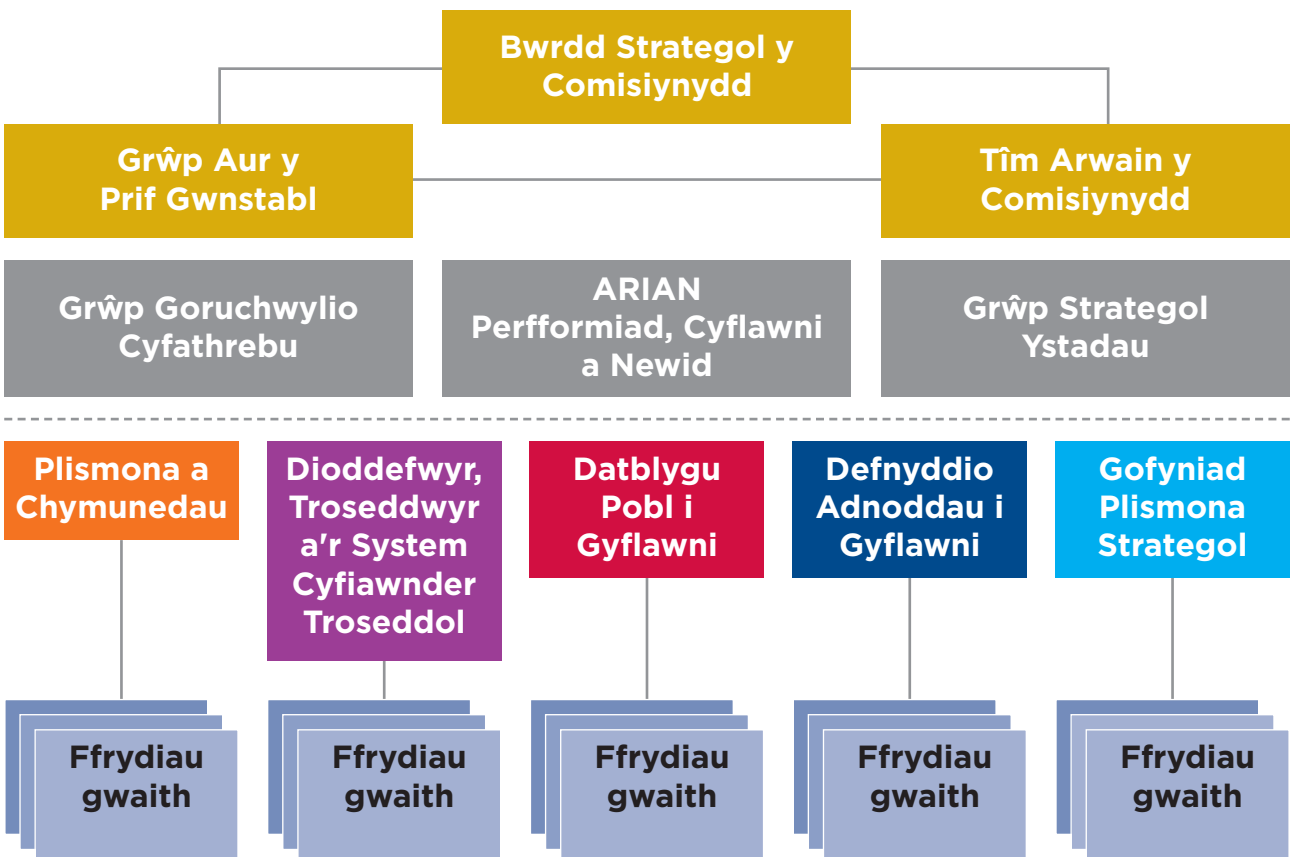 Bwrdd Strategol y
Comisiynydd
Grŵp Aur y
Prif Gwnstabl
Tîm Arwain y
Comisiynydd
Grŵp Goruchwylio
Cyfathrebu
ARIAN
Perfformiad, Cyflawni
a Newid
Grŵp Strategol
Ystadau
Plismona a
Chymunedau
Dioddefwyr,
Troseddwyr
a'r System
Cyfiawnder
Troseddol
Datblygu
Pobl i
Gyflawni
Defnyddio
Adnoddau i
Gyflawni
Gofyniad
Plismona
Strategol
Ffrydiau
gwaith
Ffrydiau
gwaith
Ffrydiau
gwaith
Ffrydiau
gwaith
Ffrydiau
gwaith